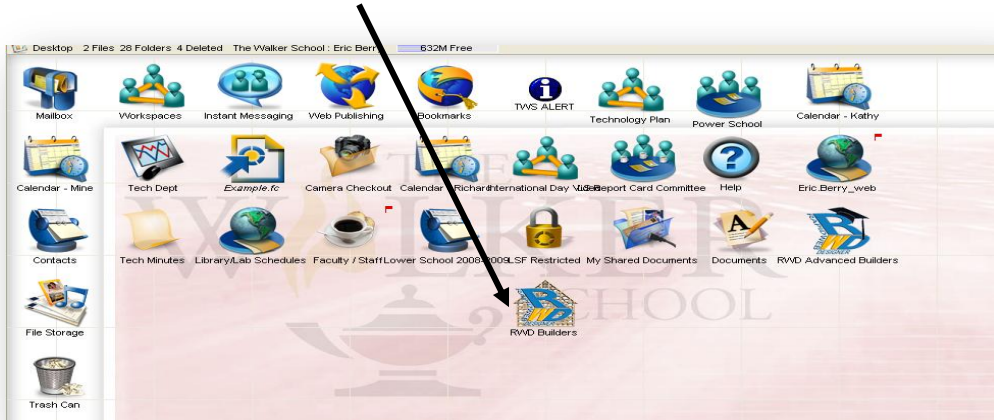 Desktop 2 Files 28 Folders 4 Deleted The Walker School : Eric Berry 632M Free
Mailbox Workspaces Instant Messaging Web Publishing Bookmarks TWS ALERT Technology Plan Power School Calendar - Kathy
Calendar - Mine Tech Dept Example.fc Camera Checkout Calendar - Richard International Day Report Card Committee Help Eric.Berry_web
Contacts Tech Minutes Library/Lab Schedules Faculty / Staff Lower School 2008-2009 LSF Restricted My Shared Documents Documents RWD Advanced Builders
File Storage RWD Builders
Trash Can
THE
WALKER
SCHOOL